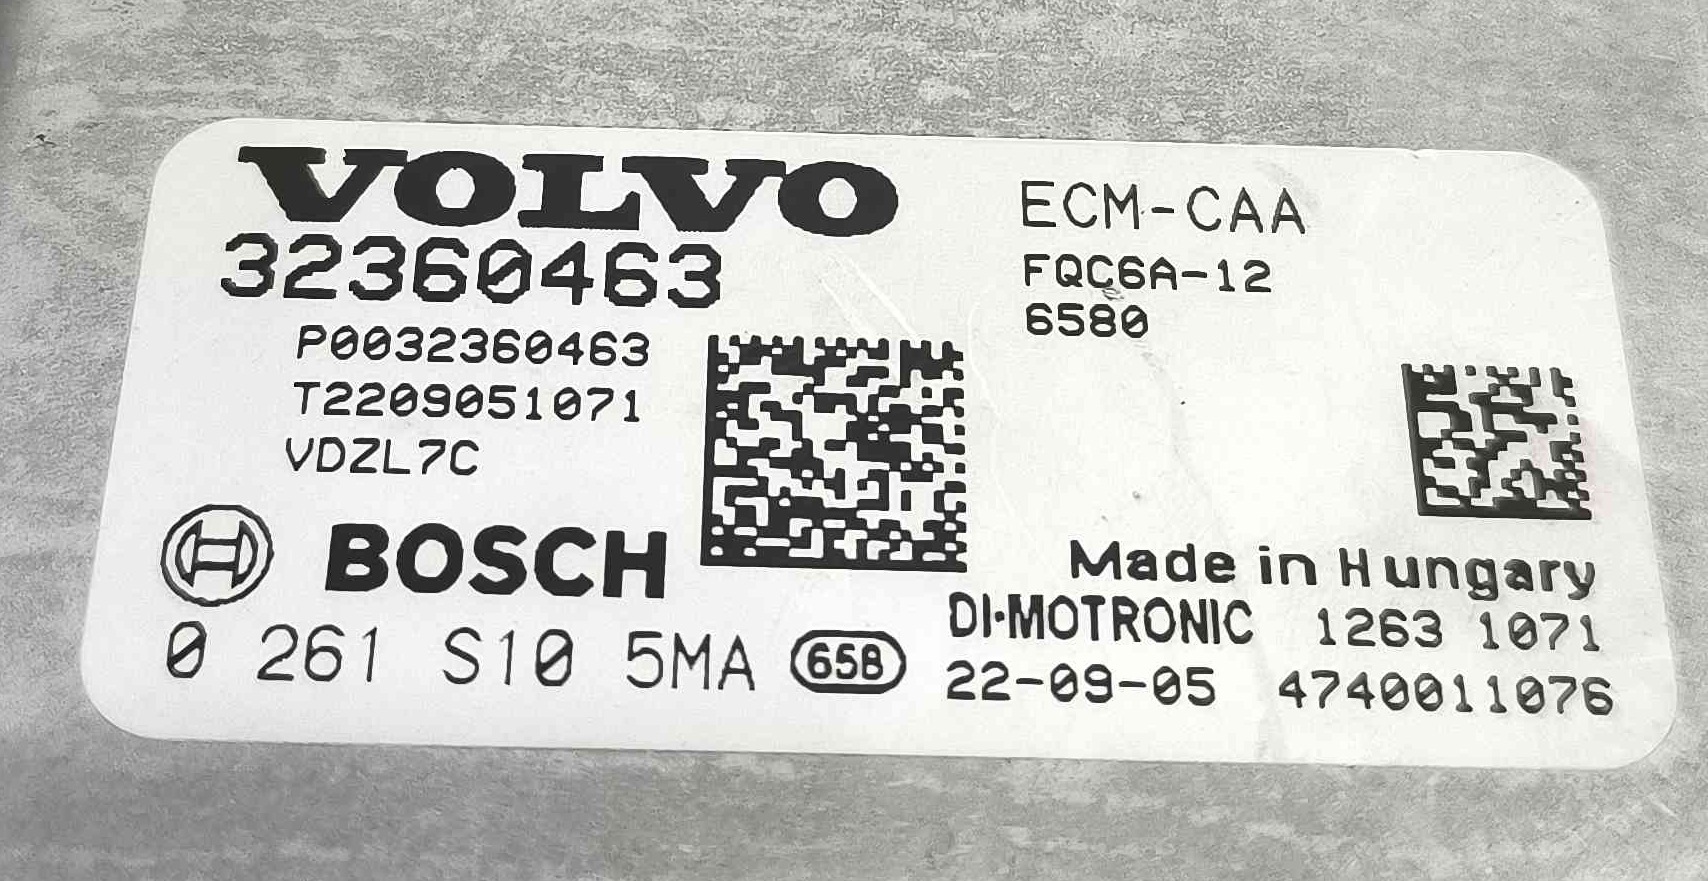 VOLVO
32360463
P0032360463
T2209051071
VDZL7C
BOSCH
0 261 S10 5MA 65B
ECM-CAA
FQC6A-12
6580
Made in Hungary
DI·MOTRONIC 1263 1071
22-09-05 4740011076